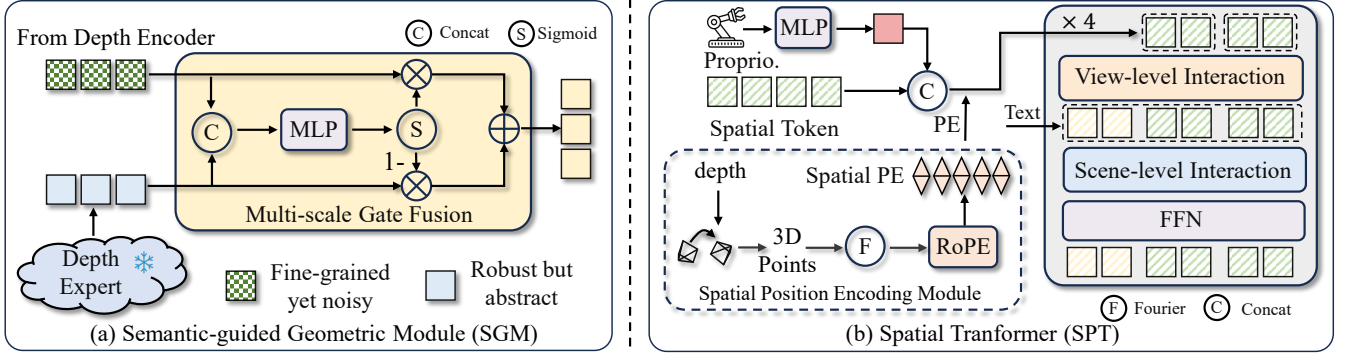 From Depth Encoder
C Concat
S Sigmoid
C
MLP
S
1-
Multi-scale Gate Fusion
Depth
Expert
Fine-grained
yet noisy
Robust but
abstract
(a) Semantic-guided Geometric Module (SGM)
MLP
Proprio.
C
Spatial Token
PE
depth
Spatial PE
3D
Points
F
RoPE
Spatial Position Encoding Module
× 4
View-level Interaction
Text
Scene-level Interaction
FFN
F Fourier
C Concat
(b) Spatial Tranformer (SPT)